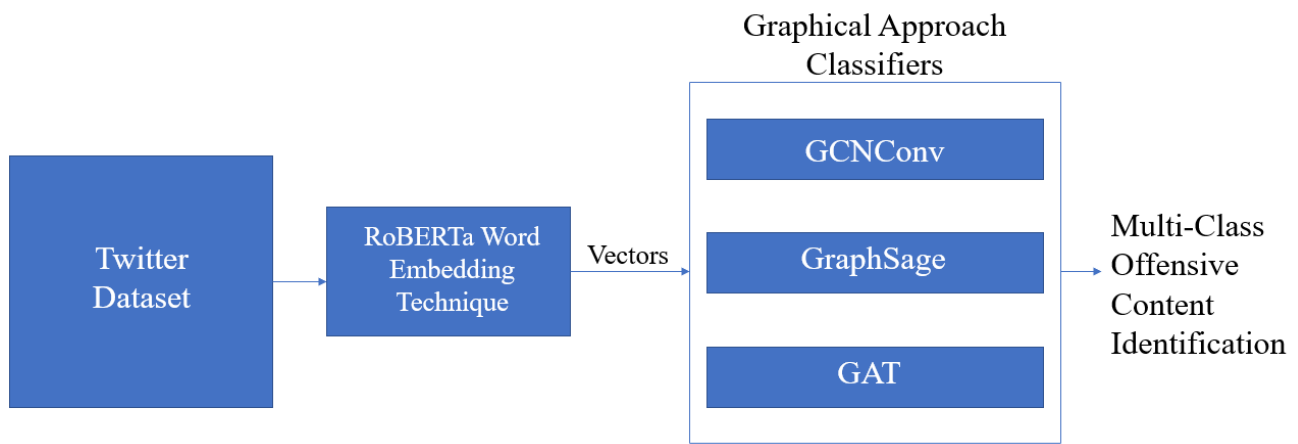 Graphical Approach
Classifiers
GCNConv
Twitter
Dataset
RoBERTa Word
Embedding
Technique
Vectors
GraphSage
GAT
Multi-Class
Offensive
Content
Identification